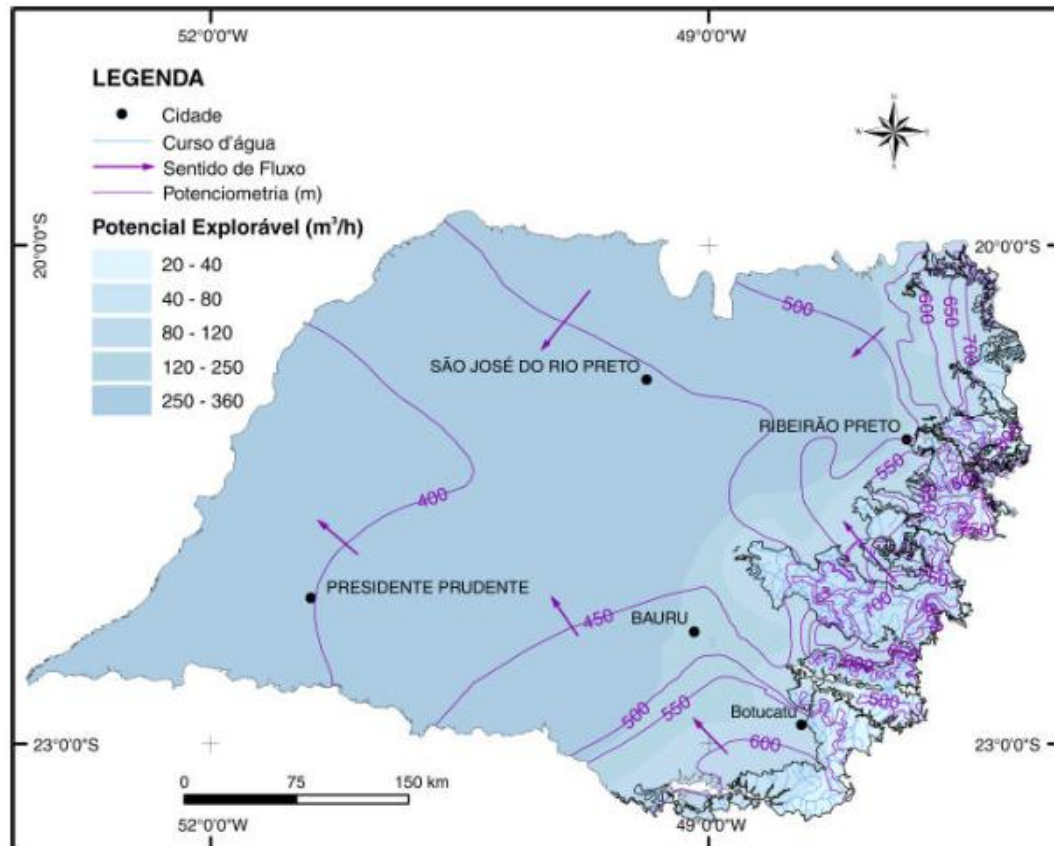 52°0'0"W
49°0'0"W
LEGENDA
Cidade
Curso d'água
Sentido de Fluxo
Potenciometria (m)
Potencial Explorável (m³/h)
20 - 40
40 - 80
80 - 120
120 - 250
250 - 360
N
E
S
W
20°0'0"S
20°0'0"S
500
600
650
700
SÃO JOSÉ DO RIO PRETO
RIBEIRÃO PRETO
550
400
750
700
PRESIDENTE PRUDENTE
450
BAURU
500
550
Botucatu
500
600
23°0'0"S
23°0'0"S
0
75
150 km
52°0'0"W
49°0'0"W